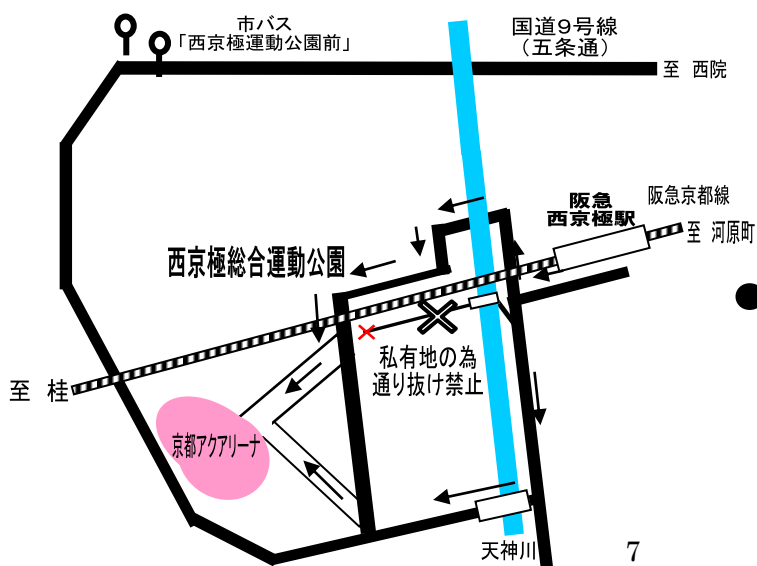 市バス
「西京極運動公園前」
国道9号線
（五条通）
至 西院
阪急
西京極駅
阪急京都線
至 河原町
西京極総合運動公園
私有地の為
通り抜け禁止
至 桂
京都アクアリーナ
天神川
7